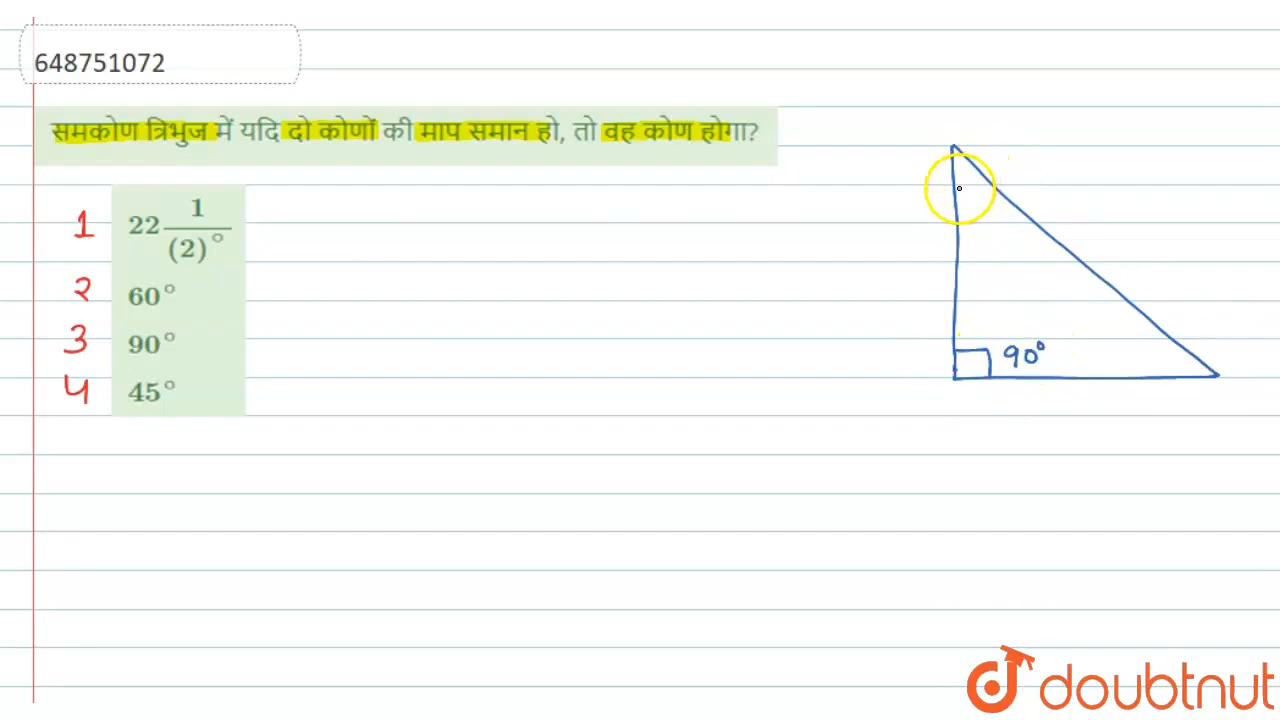 648751072
समकोण त्रिभुज में यदि दो कोणों की माप समान हो, तो वह कोण होगा?
1 22 1/(2)°
2 60°
3 90°
4 45°
90°
doubtnut